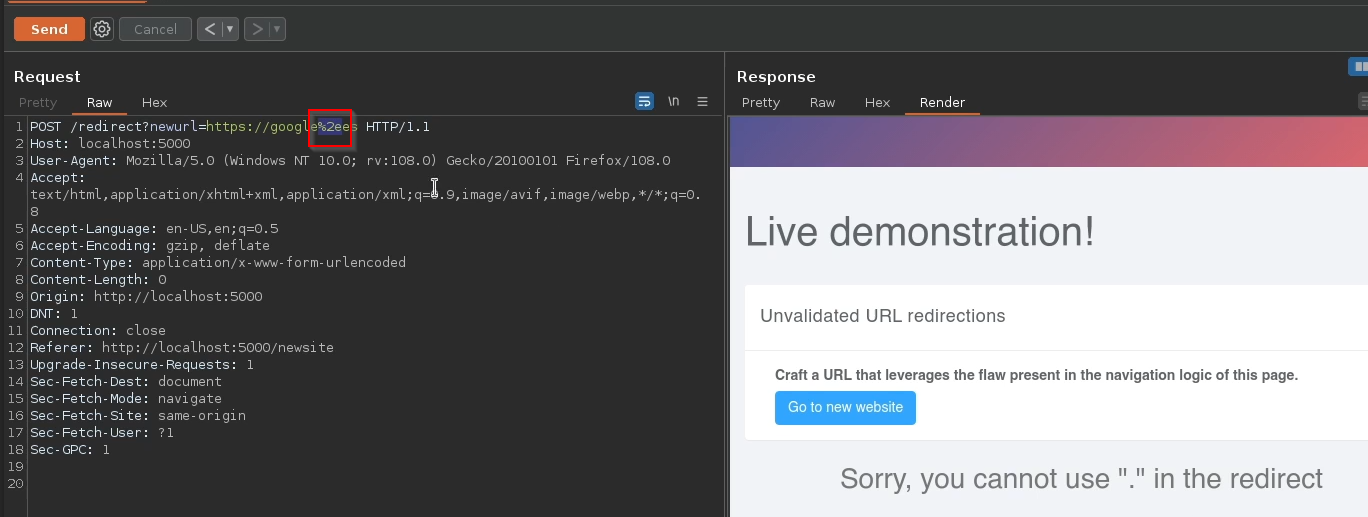 Send
Cancel
<
>
Request
Pretty Raw Hex
\n
1 POST /redirect?newurl=https://google%2ees HTTP/1.1
2 Host: localhost:5000
3 User-Agent: Mozilla/5.0 (Windows NT 10.0; rv:108.0) Gecko/20100101 Firefox/108.0
4 Accept:
text/html,application/xhtml+xml,application/xml;q=0.9,image/avif,image/webp,*/*;q=0.
8
5 Accept-Language: en-US,en;q=0.5
6 Accept-Encoding: gzip, deflate
7 Content-Type: application/x-www-form-urlencoded
8 Content-Length: 0
9 Origin: http://localhost:5000
10 DNT: 1
11 Connection: close
12 Referer: http://localhost:5000/newsite
13 Upgrade-Insecure-Requests: 1
14 Sec-Fetch-Dest: document
15 Sec-Fetch-Mode: navigate
16 Sec-Fetch-Site: same-origin
17 Sec-Fetch-User: ?1
18 Sec-GPC: 1
19
20
Response
Pretty Raw Hex Render
Live demonstration!
Unvalidated URL redirections
Craft a URL that leverages the flaw present in the navigation logic of this page.
Go to new website
Sorry, you cannot use "." in the redirect